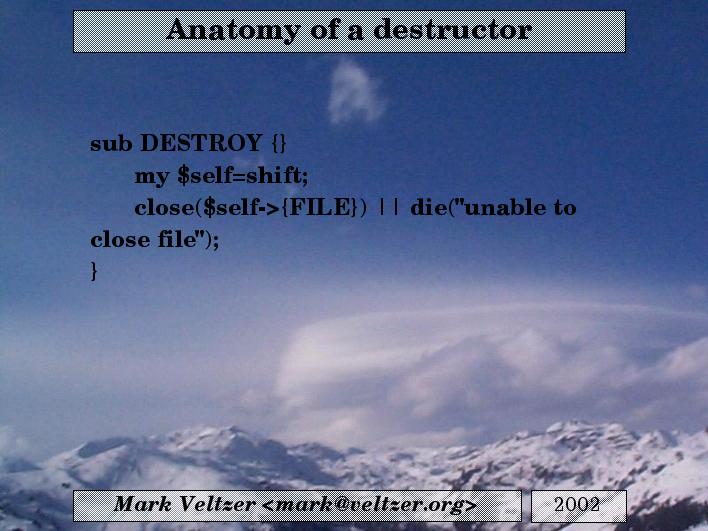 Anatomy of a destructor
sub DESTROY {}
my $self=shift;
close($self->{FILE}) || die("unable to
close file");
}
Mark Veltzer <mark@veltzer.org>
2002